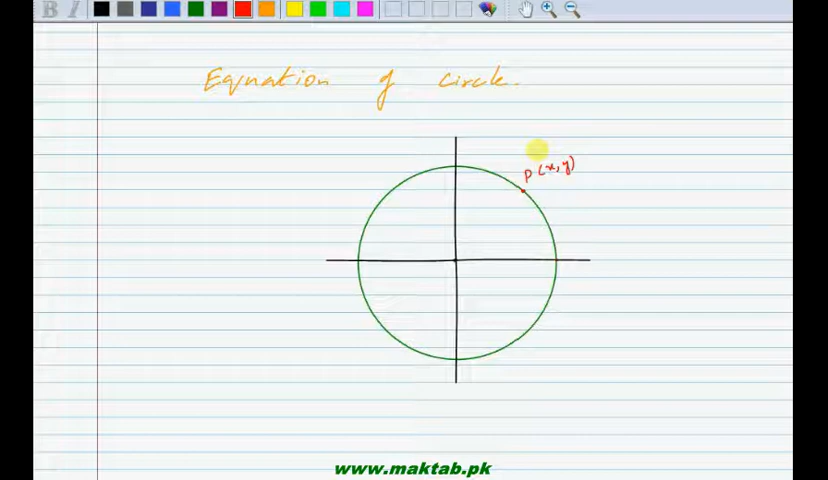 B I
Equation of circle.
P(x,y)
www.maktab.pk